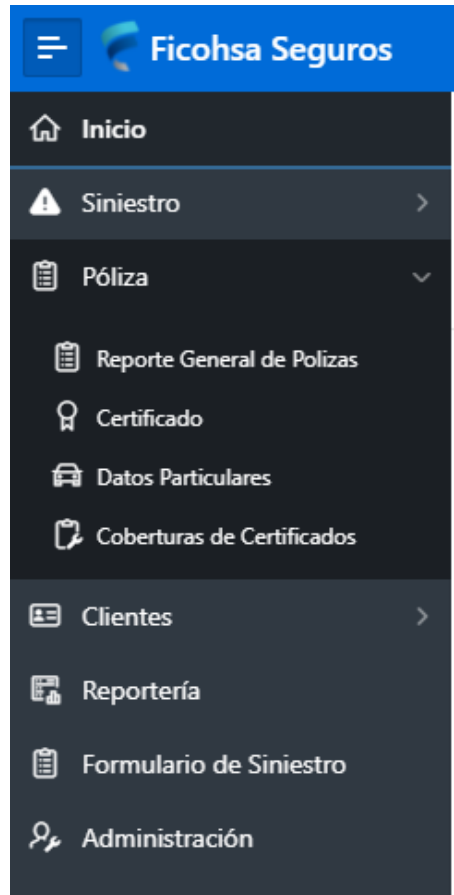 Ficohsa Seguros
Inicio
Siniestro
Póliza
Reporte General de Polizas
Certificado
Datos Particulares
Coberturas de Certificados
Clientes
Reportería
Formulario de Siniestro
Administración